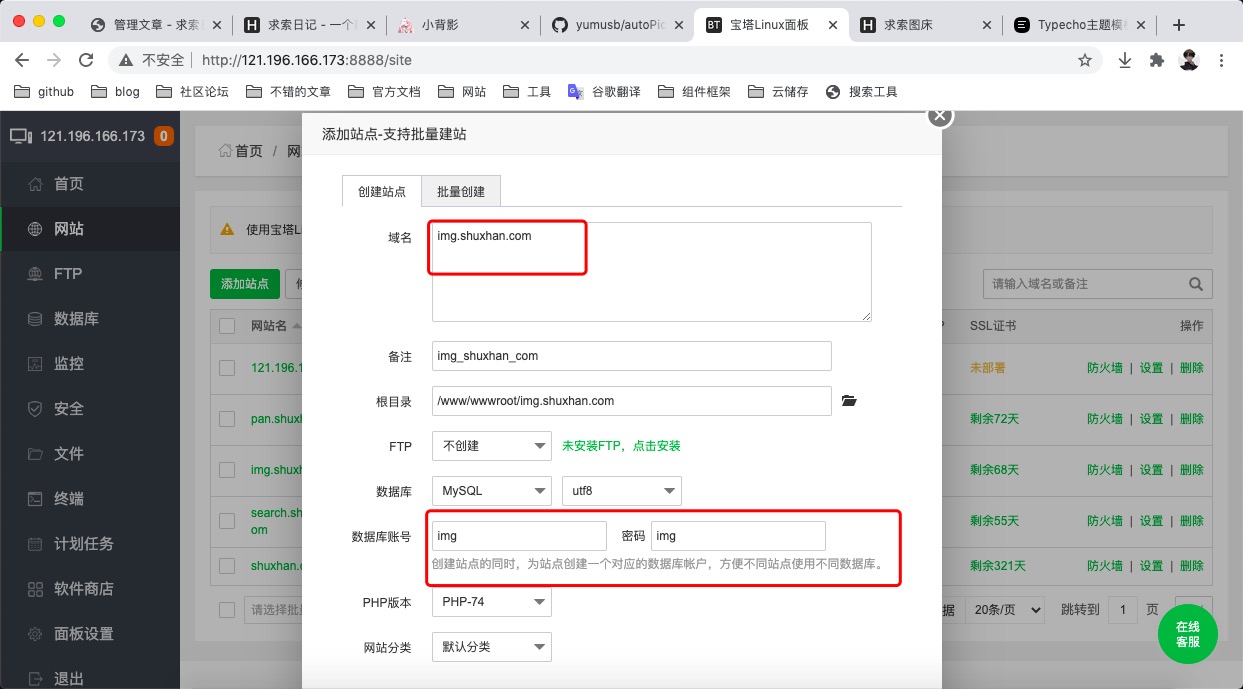 管理文章 - 求索
求索日记 - 一个
小背影
yumusb/autoPic
BT 宝塔Linux面板
求索图床
Typecho主题模
不安全 http://121.196.166.173:8888/site
github blog 社区论坛 不错的文章 官方文档 网站 工具 谷歌翻译 组件框架 云存储 搜索工具
121.196.166.173 0
首页
网站
FTP
数据库
监控
安全
文件
终端
计划任务
软件商店
面板设置
退出
首页 / 网
使用宝塔Li
添加站点
网站名
121.196.1
pan.shuxh
img.shuxh
search.sh
om
shuxhan.c
请选择批
添加站点-支持批量建站
创建站点 批量创建
域名 img.shuxhan.com
备注 img_shuxhan_com
根目录 /www/wwwroot/img.shuxhan.com
FTP 不创建 未安装FTP，点击安装
数据库 MySQL utf8
数据库账号 img 密码 img
创建站点的同时，为站点创建一个对应的数据库帐户，方便不同站点使用不同数据库。
PHP版本 PHP-74
网站分类 默认分类
请输入域名或备注
SSL证书 操作
未部署 防火墙 | 设置 | 删除
剩余72天 防火墙 | 设置 | 删除
剩余68天 防火墙 | 设置 | 删除
剩余55天 防火墙 | 设置 | 删除
剩余321天 防火墙 | 设置 | 删除
据 20条/页 跳转到 1 页
在线
客服